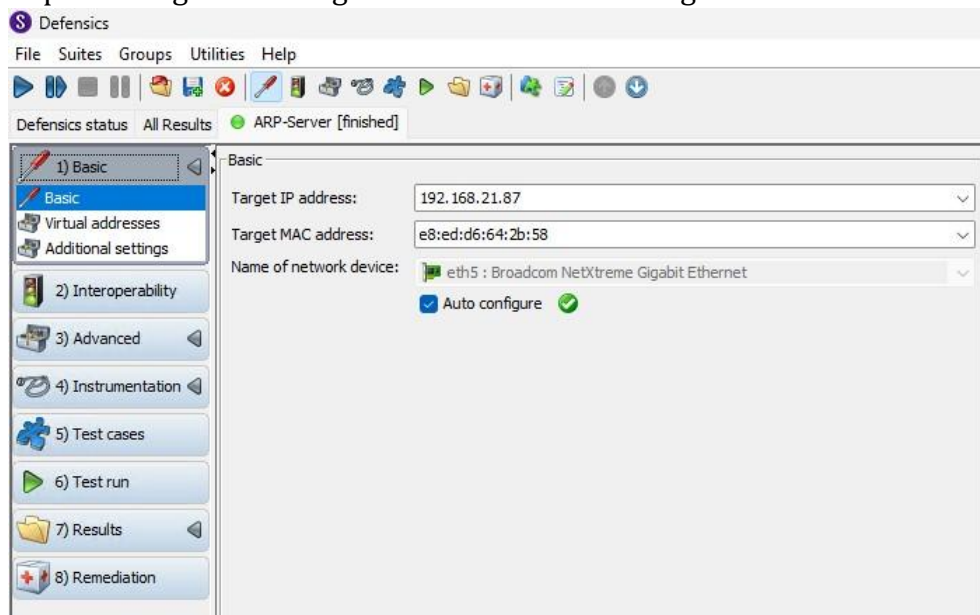 Defensics
File Suites Groups Utilities Help
Defensics status All Results ARP-Server [finished]
1) Basic
Basic
Virtual addresses
Additional settings
2) Interoperability
3) Advanced
4) Instrumentation
5) Test cases
6) Test run
7) Results
8) Remediation
Basic
Target IP address: 192.168.21.87
Target MAC address: e8:ed:d6:64:2b:58
Name of network device: eth5 : Broadcom NetXtreme Gigabit Ethernet
Auto configure